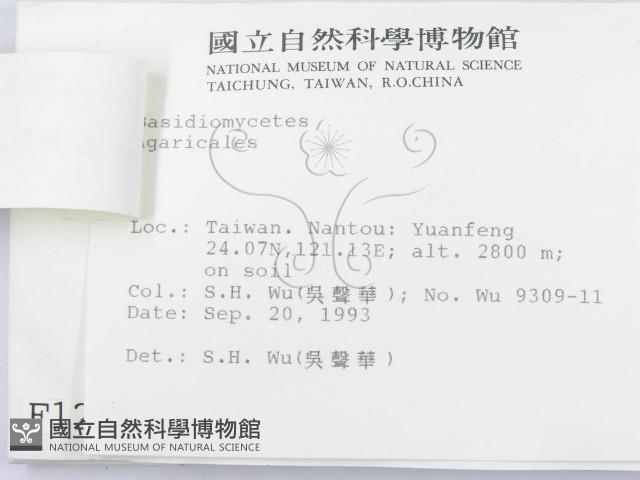 國立自然科學博物館
NATIONAL MUSEUM OF NATURAL SCIENCE
TAICHUNG, TAIWAN, R.O.CHINA
Basidiomycetes,
Agaricales
Loc.: Taiwan. Nantou: Yuanfeng
24.07N,121.13E; alt. 2800 m;
on soil
Col.: S.H. Wu(吳聲華); No. Wu 9309-11
Date: Sep. 20, 1993
Det.: S.H. Wu(吳聲華)
國立自然科學博物館
NATIONAL MUSEUM OF NATURAL SCIENCE